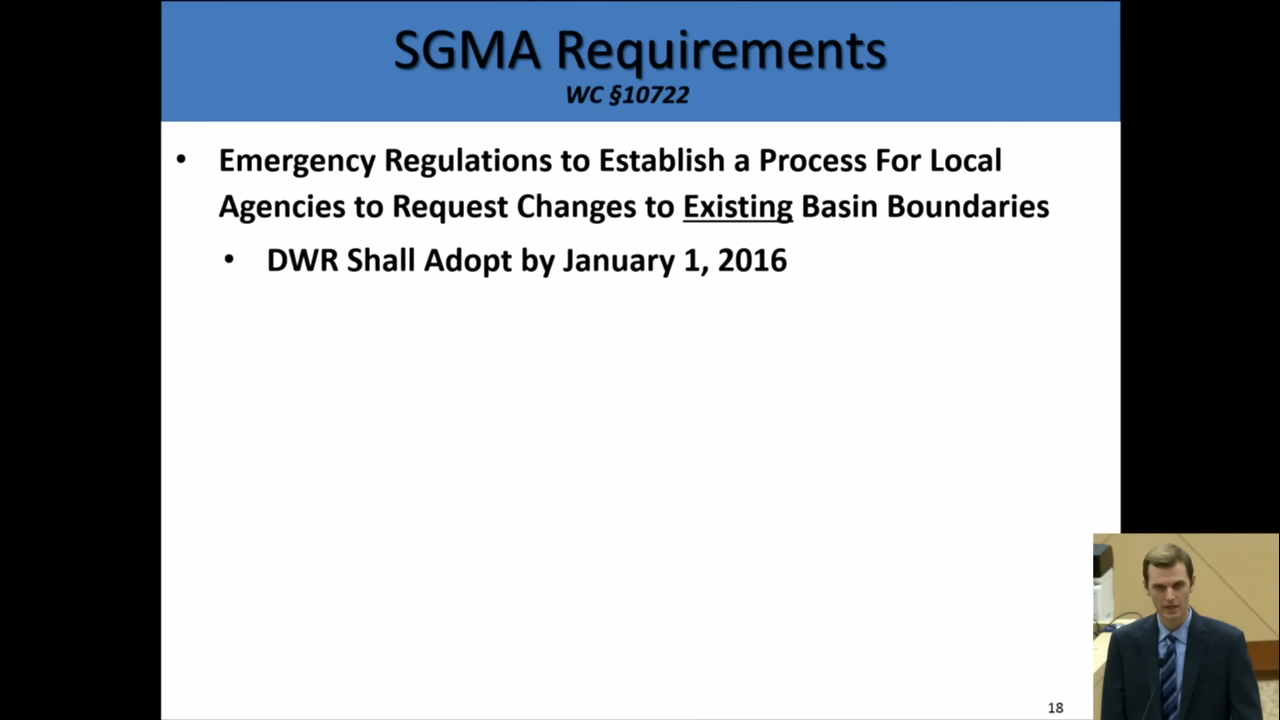 SGMA Requirements
WC §10722
• Emergency Regulations to Establish a Process For Local
Agencies to Request Changes to Existing Basin Boundaries
• DWR Shall Adopt by January 1, 2016
18